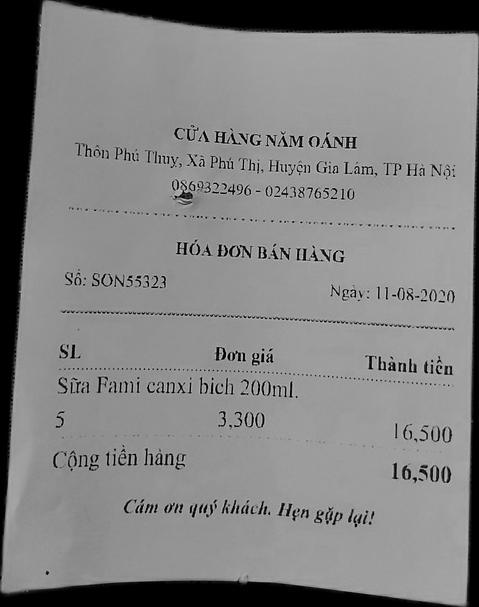 CỬA HÀNG NĂM OÁNH
Thôn Phú Thuỵ, Xã Phú Thị, Huyện Gia Lâm, TP Hà Nội
0869322496 - 02438765210
HÓA ĐƠN BÁN HÀNG
Số: SON55323 Ngày: 11-08-2020
SL Đơn giá Thành tiền
Sữa Fami canxi bịch 200ml.
5 3,300 16,500
Cộng tiền hàng 16,500
Cám ơn quý khách. Hẹn gặp lại!